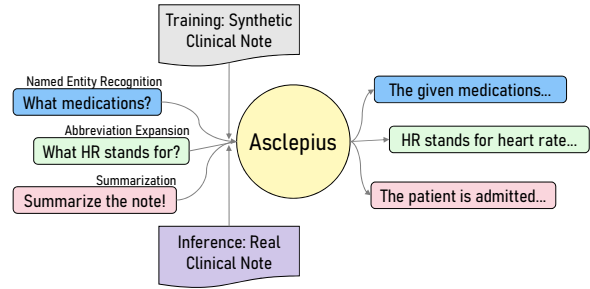 Training: Synthetic
Clinical Note
Named Entity Recognition
What medications?
Abbreviation Expansion
What HR stands for?
Summarization
Summarize the note!
Asclepius
The given medications...
HR stands for heart rate...
The patient is admitted...
Inference: Real
Clinical Note